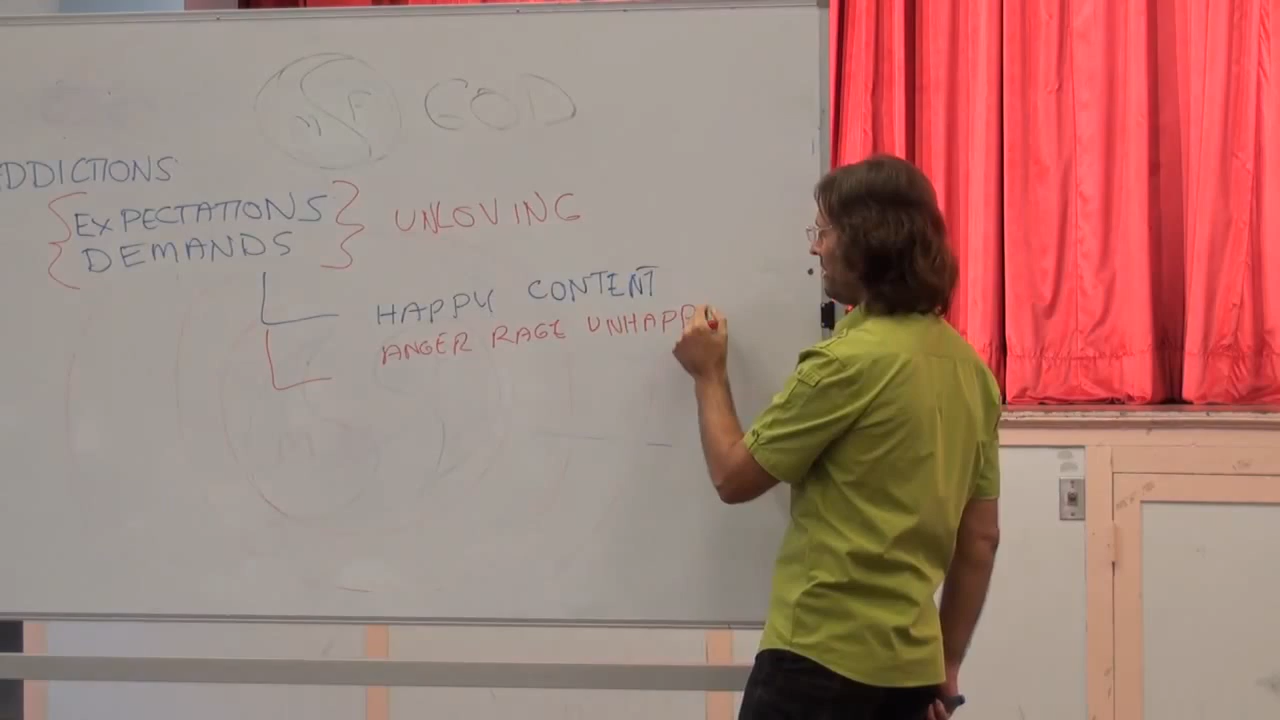 M F GOD
DDICTIONS
EXPECTATIONS UNLOVING
DEMANDS
HAPPY CONTENT
ANGER RAGE UNHAPP